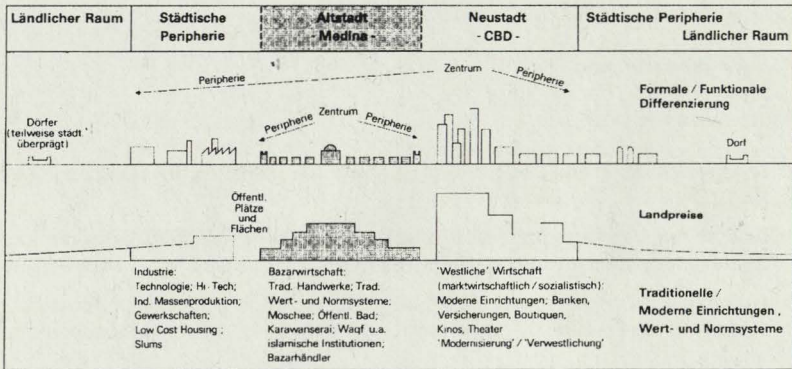 Ländlicher Raum
Städtische
Peripherie
Altstadt
- Medina -
Neustadt
- CBD -
Städtische Peripherie
Ländlicher Raum
Peripherie
Zentrum
Peripherie
Formale / Funktionale
Differenzierung
Dörfer
(teilweise städt.
überprägt)
Peripherie
Zentrum
Peripherie
Dorf
Öffentl.
Plätze
und
Flächen
Landpreise
Industrie:
Technologie; Hi-Tech;
Ind. Massenproduktion;
Gewerkschaften;
Low Cost Housing;
Slums
Bazarwirtschaft:
Trad. Handwerke; Trad.
Wert- und Normsysteme;
Moschee; Öffentl. Bad;
Karawanserai; Waqf u.a.
islamische Institutionen;
Bazarhändler
'Westliche' Wirtschaft
(marktwirtschaftlich / sozialistisch):
Moderne Einrichtungen; Banken,
Versicherungen, Boutiquen,
Kinos, Theater
'Modernisierung' / 'Verwestlichung'
Traditionelle /
Moderne Einrichtungen,
Wert- und Normsysteme